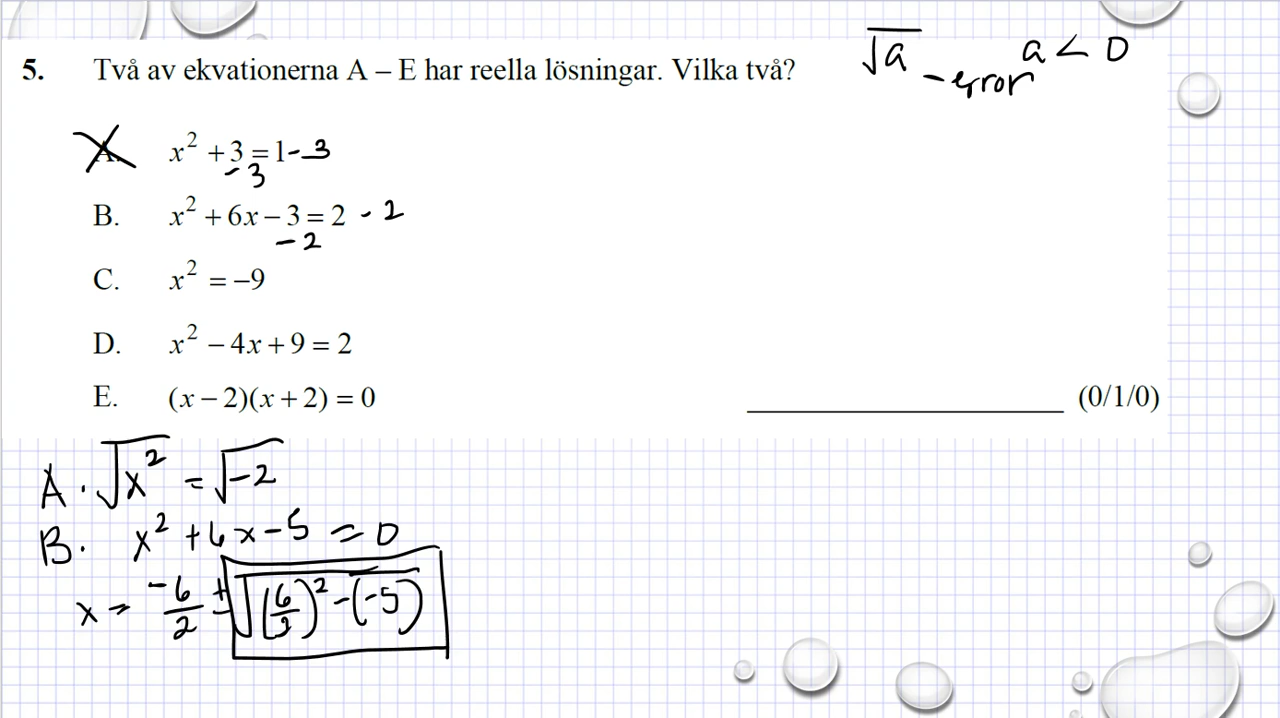 √a - error a < 0
5. Två av ekvationerna A – E har reella lösningar. Vilka två?
A. x² + 3 = 1 - 3
- 3
B. x² + 6x − 3 = 2 - 2
- 2
C. x² = −9
D. x² − 4x + 9 = 2
E. (x − 2)(x + 2) = 0 (0/1/0)
A. √x² = √-2
B. x² + 6x - 5 = 0
x = -6/2 ± √(6/2)² - (-5)